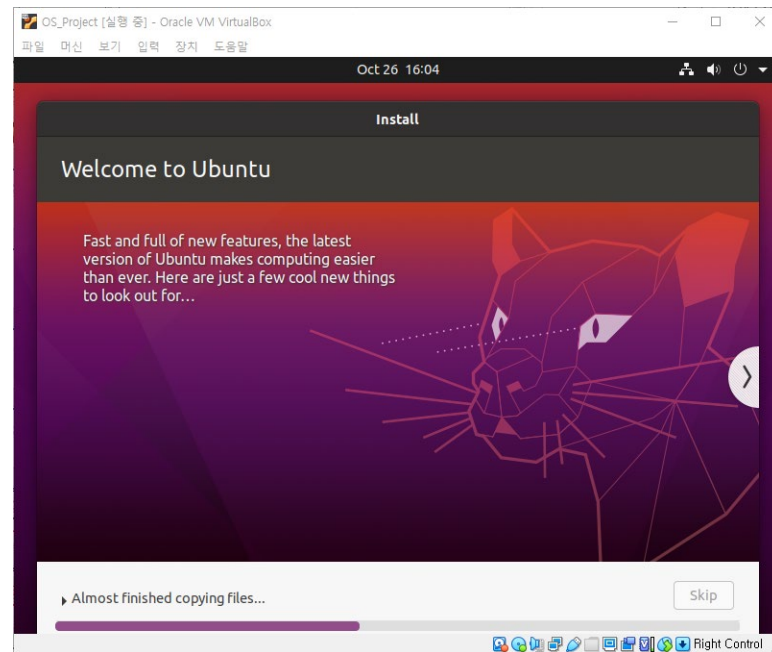 OS_Project [실행 중] - Oracle VM VirtualBox
파일 머신 보기 입력 장치 도움말
Oct 26 16:04
Install
Welcome to Ubuntu
Fast and full of new features, the latest
version of Ubuntu makes computing easier
than ever. Here are just a few cool new things
to look out for...
Almost finished copying files...
Skip
Right Control